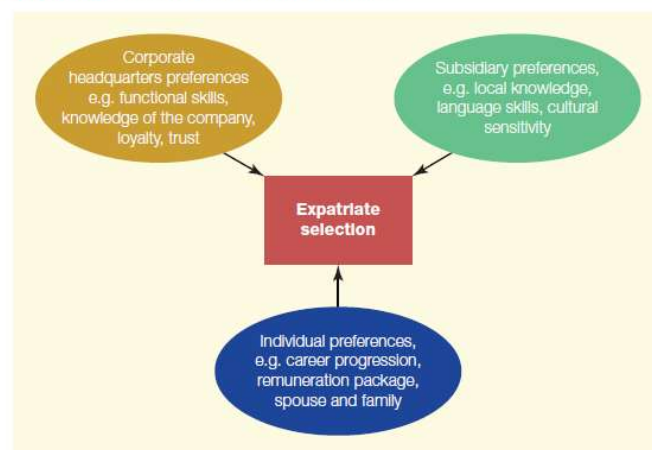 Corporate
headquarters preferences
e.g. functional skills,
knowledge of the company,
loyalty, trust
Subsidiary preferences,
e.g. local knowledge,
language skills, cultural
sensitivity
Expatriate
selection
Individual preferences,
e.g. career progression,
remuneration package,
spouse and family